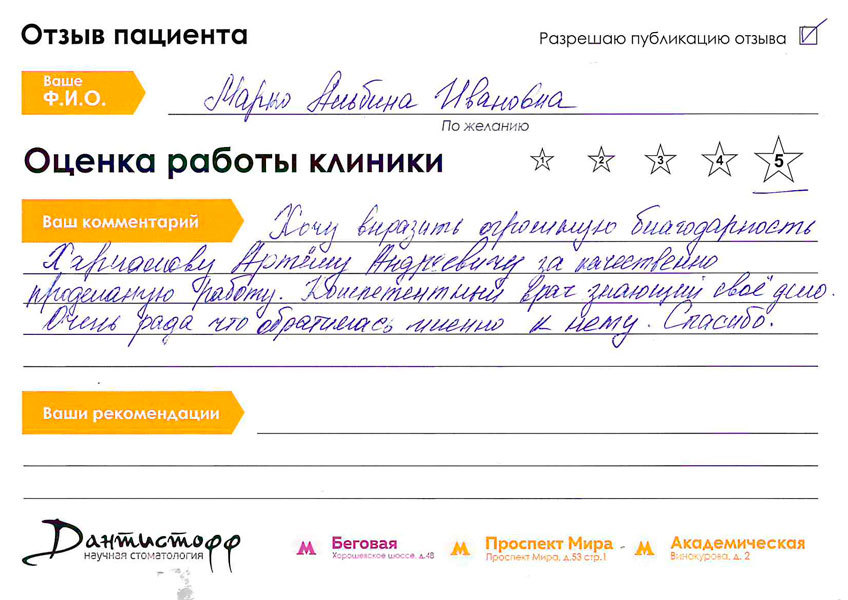 Отзыв пациента
Разрешаю публикацию отзыва
Ваше
Ф.И.О.
Марко Альбина Ивановна
По желанию
Оценка работы клиники
1 2 3 4 5
Ваш комментарий
Хочу выразить огромную благодарность
Харламову Артёму Андреевичу за качественно
проделаную работу. Компетентный врач знающий своё дело.
Очень рада что обратилась именно к нему. Спасибо.
Ваши рекомендации
Дантистофф
научная стоматология
Беговая
Хорошевское шоссе, д.48
Проспект Мира
Проспект Мира, д.53 стр.1
Академическая
Винокурова, д. 2